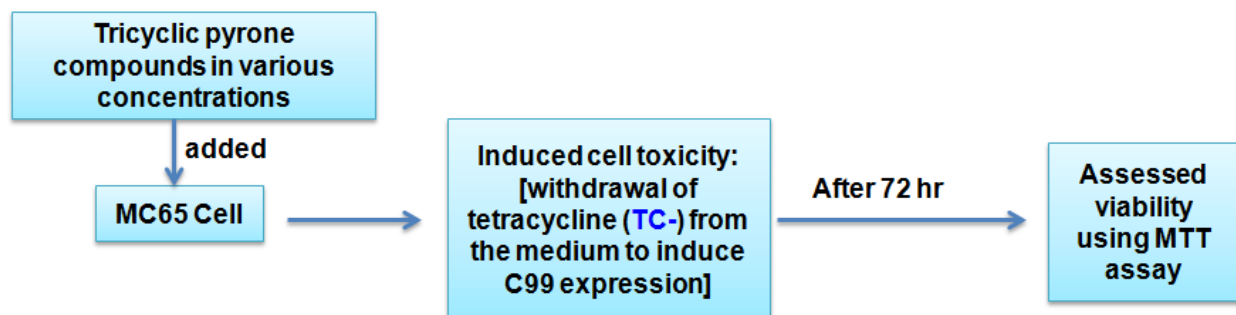 Tricyclic pyrone
compounds in various
concentrations
added
MC65 Cell
Induced cell toxicity:
[withdrawal of
tetracycline (TC-) from
the medium to induce
C99 expression]
After 72 hr
Assessed
viability
using MTT
assay